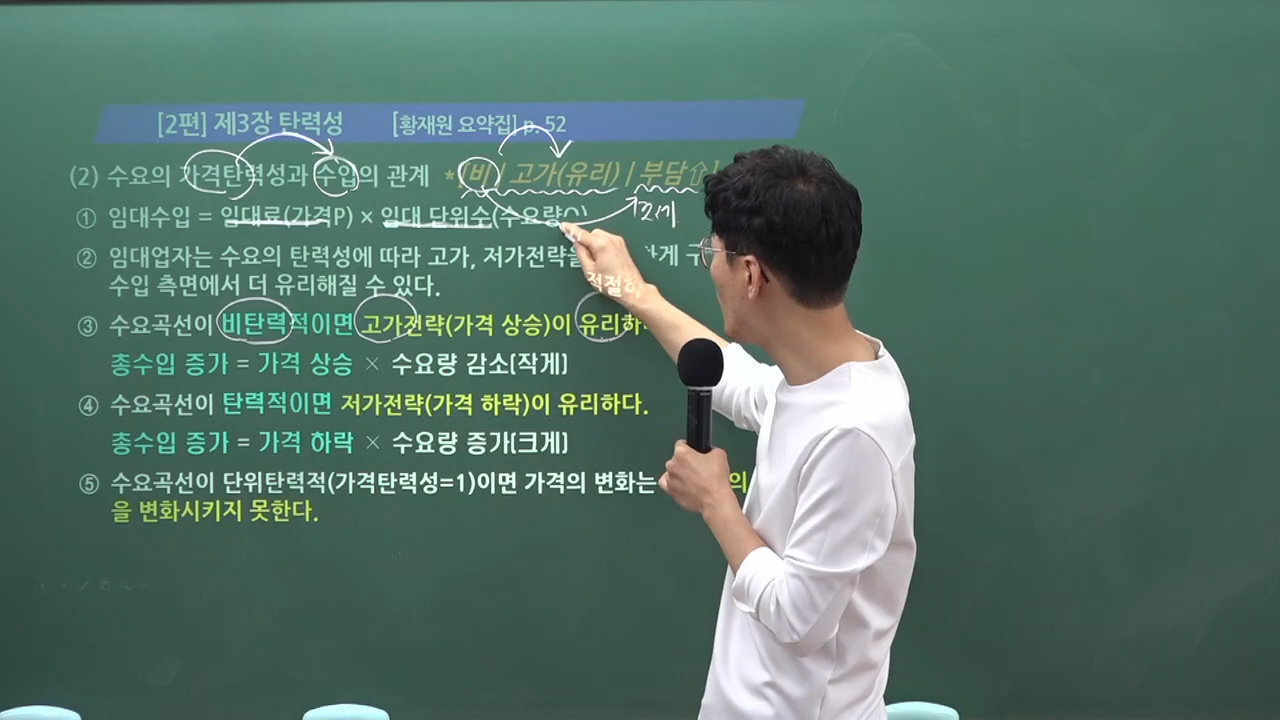 [2편] 제3장 탄력성 [황재원 요약집] p. 52
(2) 수요의 가격탄력성과 수입의 관계 *[비 | 고가(유리) | 부담⇧]
조세
① 임대수입 = 임대료(가격P) × 임대 단위수(수요량Q)
② 임대업자는 수요의 탄력성에 따라 고가, 저가전략을 적절하게 구
수입 측면에서 더 유리해질 수 있다.
③ 수요곡선이 비탄력적이면 고가전략(가격 상승)이 유리하
총수입 증가 = 가격 상승 × 수요량 감소[작게]
④ 수요곡선이 탄력적이면 저가전략(가격 하락)이 유리하다.
총수입 증가 = 가격 하락 × 수요량 증가[크게]
⑤ 수요곡선이 단위탄력적(가격탄력성=1)이면 가격의 변화는 의
을 변화시키지 못한다.